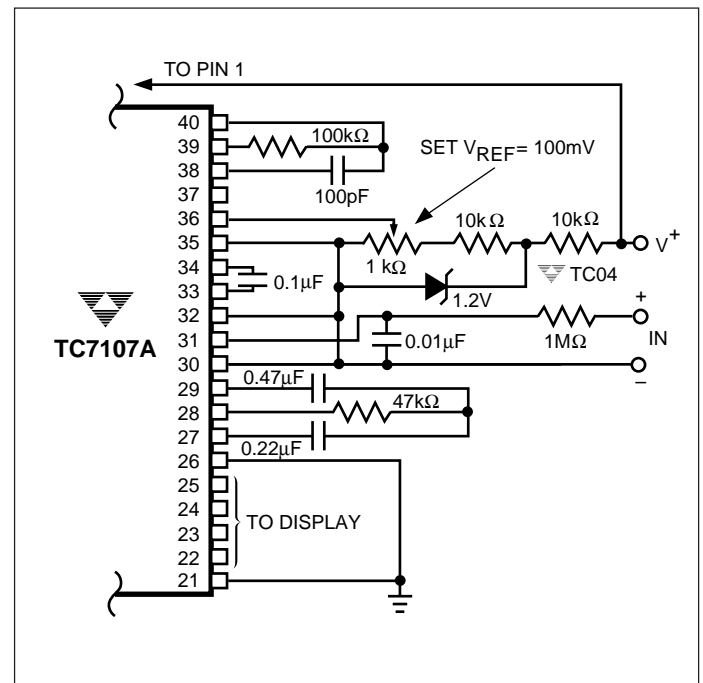 TO PIN 1
40
39
38
37
36
35
34
33
32
31
30
29
28
27
26
25
24
23
22
21
TC7107A
100kΩ
100pF
SET VREF= 100mV
1 kΩ
10kΩ
10kΩ
V+
TC04
0.1µF
1.2V
0.01µF
1MΩ
+
IN
–
0.47µF
47kΩ
0.22µF
TO DISPLAY